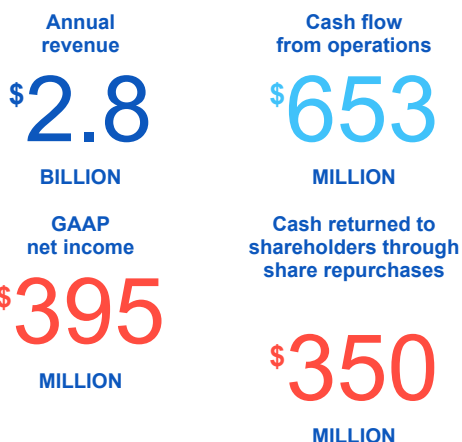 Annual
revenue
$2.8
BILLION
Cash flow
from operations
$653
MILLION
GAAP
net income
$395
MILLION
Cash returned to
shareholders through
share repurchases
$350
MILLION